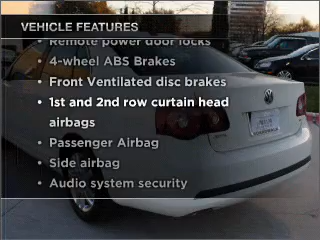 VEHICLE FEATURES
• Remote power door locks
• 4-wheel ABS Brakes
• Front Ventilated disc brakes
• 1st and 2nd row curtain head
airbags
• Passenger Airbag
• Side airbag
• Audio system security